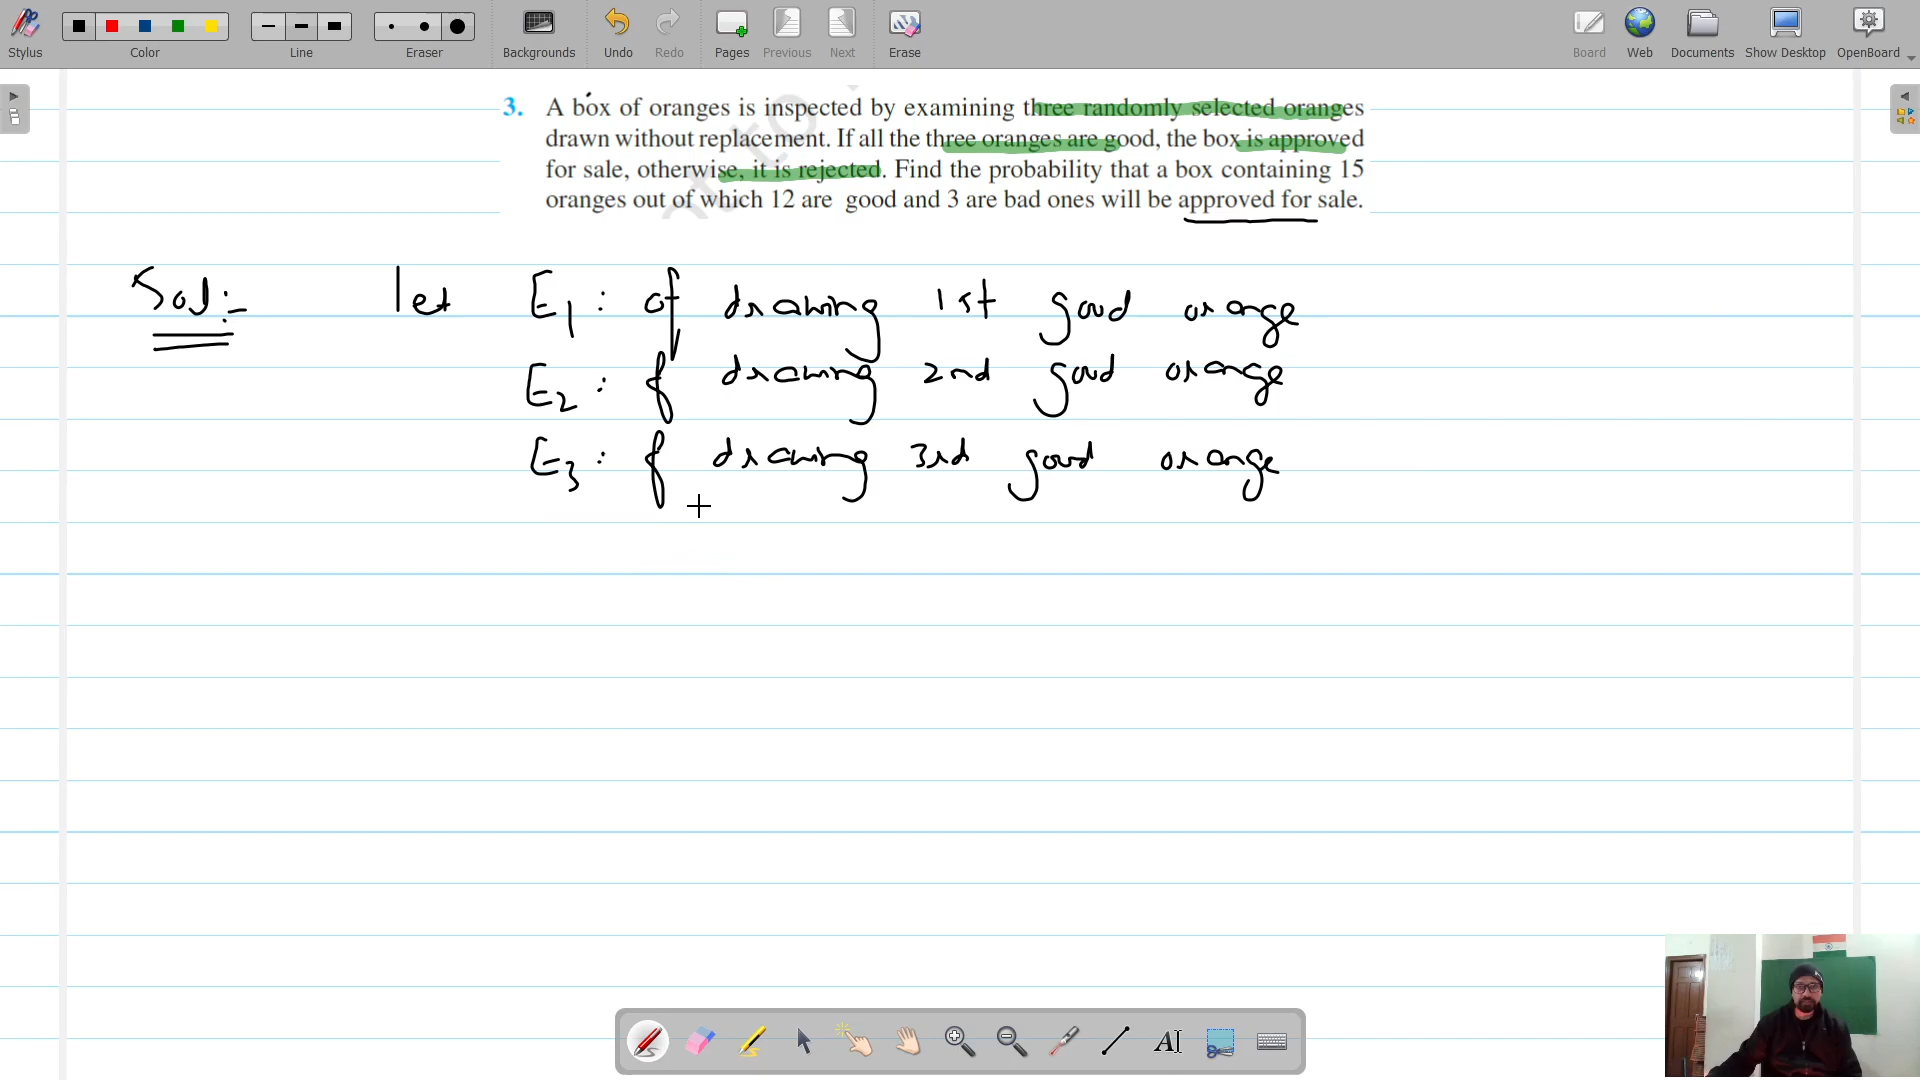 Stylus Color Line Eraser Backgrounds Undo Redo Pages Previous Next Erase Board Web Documents Show Desktop OpenBoard
3. A box of oranges is inspected by examining three randomly selected oranges
drawn without replacement. If all the three oranges are good, the box is approved
for sale, otherwise, it is rejected. Find the probability that a box containing 15
oranges out of which 12 are good and 3 are bad ones will be approved for sale.
Sol:- let E1 : of drawing 1st good orange
E2 : of drawing 2nd good orange
E3 : of drawing 3rd good orange